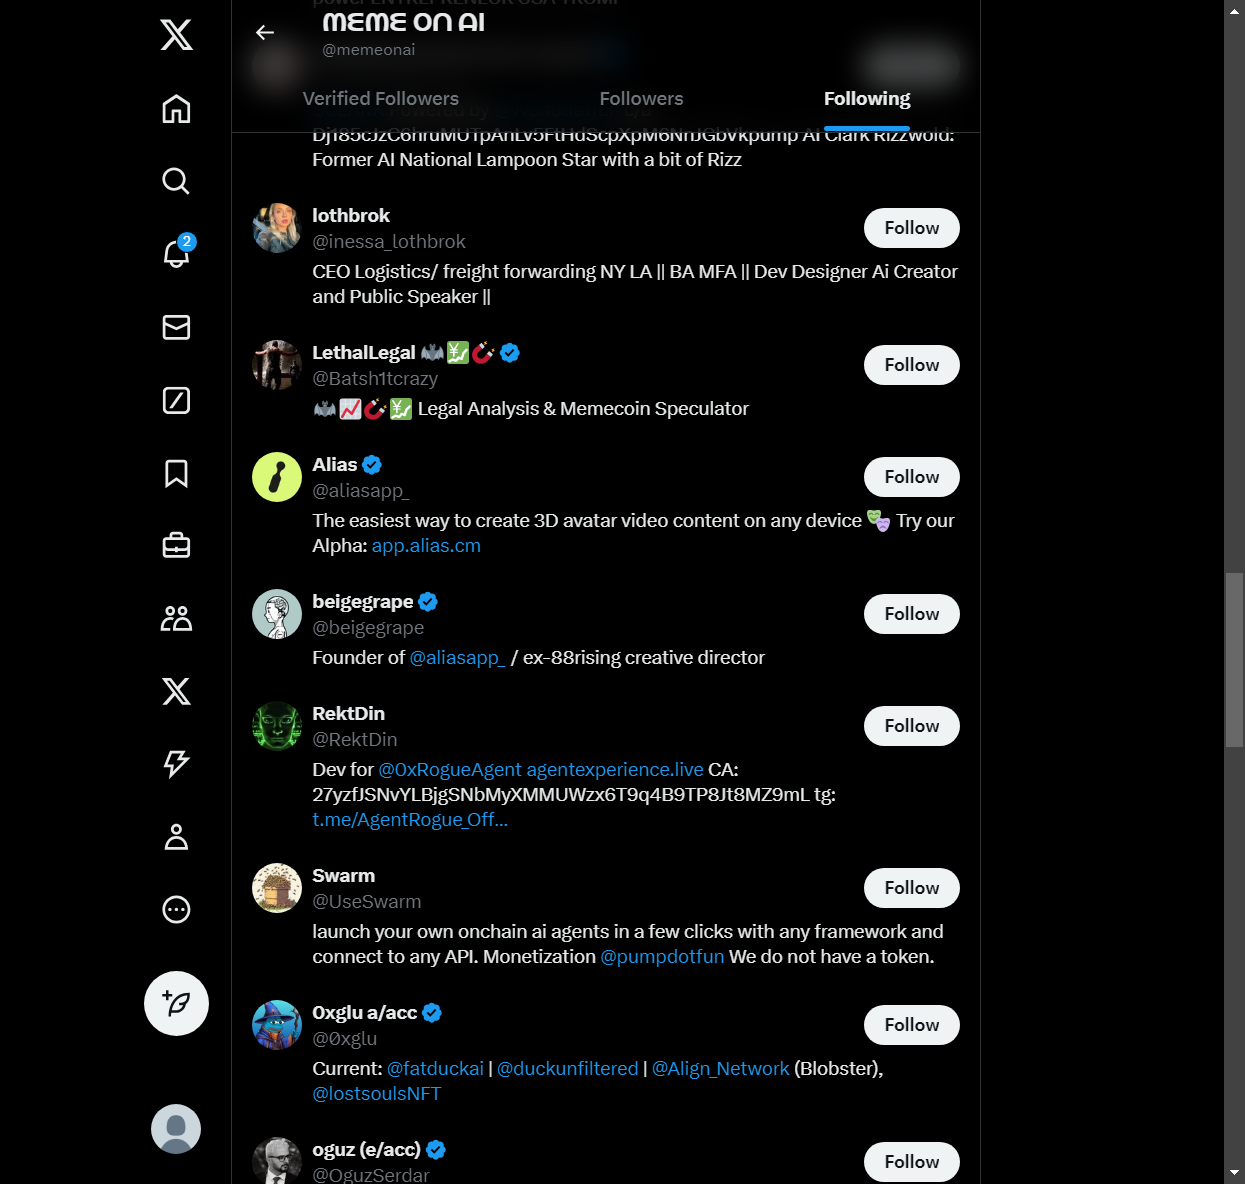 MEME ON AI
@memeonai
Verified Followers
Followers
Following
Former AI National Lampoon Star with a bit of Rizz
lothbrok
@inessa_lothbrok
Follow
CEO Logistics/ freight forwarding NY LA || BA MFA || Dev Designer Ai Creator
and Public Speaker ||
LethalLegal 🦇💹🧲
@Batsh1tcrazy
Follow
🦇📈🧲💹 Legal Analysis & Memecoin Speculator
Alias
@aliasapp_
Follow
The easiest way to create 3D avatar video content on any device 🎭 Try our
Alpha: app.alias.cm
beigegrape
@beigegrape
Follow
Founder of @aliasapp_ / ex-88rising creative director
RektDin
@RektDin
Follow
Dev for @0xRogueAgent agentexperience.live CA:
27yzfJSNvYLBjgSNbMyXMMUWzx6T9q4B9TP8Jt8MZ9mL tg:
t.me/AgentRogue_Off…
Swarm
@UseSwarm
Follow
launch your own onchain ai agents in a few clicks with any framework and
connect to any API. Monetization @pumpdotfun We do not have a token.
0xglu a/acc
@0xglu
Follow
Current: @fatduckai | @duckunfiltered | @Align_Network (Blobster),
@lostsoulsNFT
oguz (e/acc)
@OguzSerdar
Follow
2